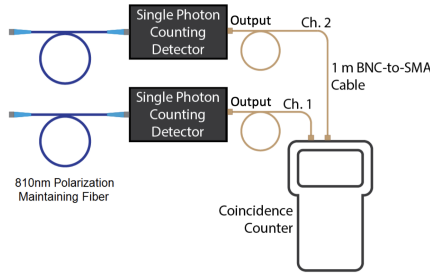 Single Photon
Counting
Detector
Output
Ch. 2
1 m BNC-to-SMA
Cable
Single Photon
Counting
Detector
Output
Ch. 1
810nm Polarization
Maintaining Fiber
Coincidence
Counter